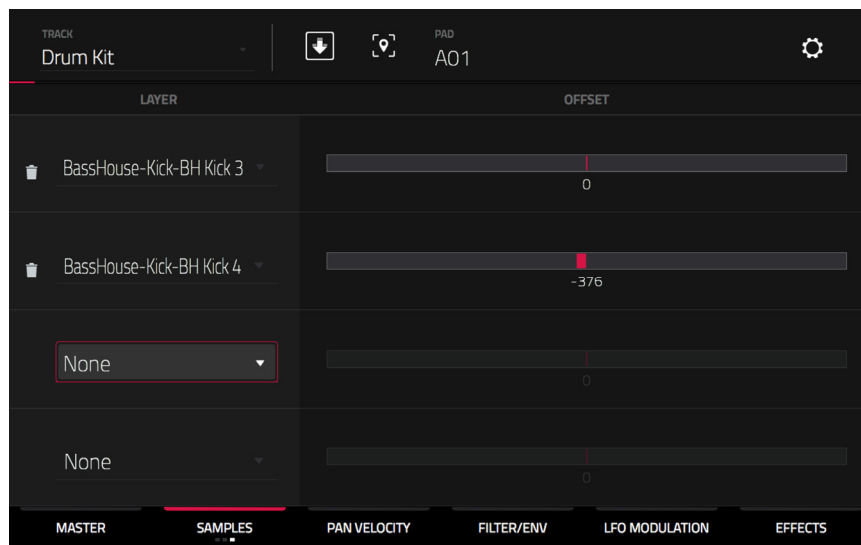 TRACK
Drum Kit
PAD
A01
LAYER
OFFSET
BassHouse-Kick-BH Kick 3
0
BassHouse-Kick-BH Kick 4
-376
None
0
None
0
MASTER
SAMPLES
PAN VELOCITY
FILTER/ENV
LFO MODULATION
EFFECTS